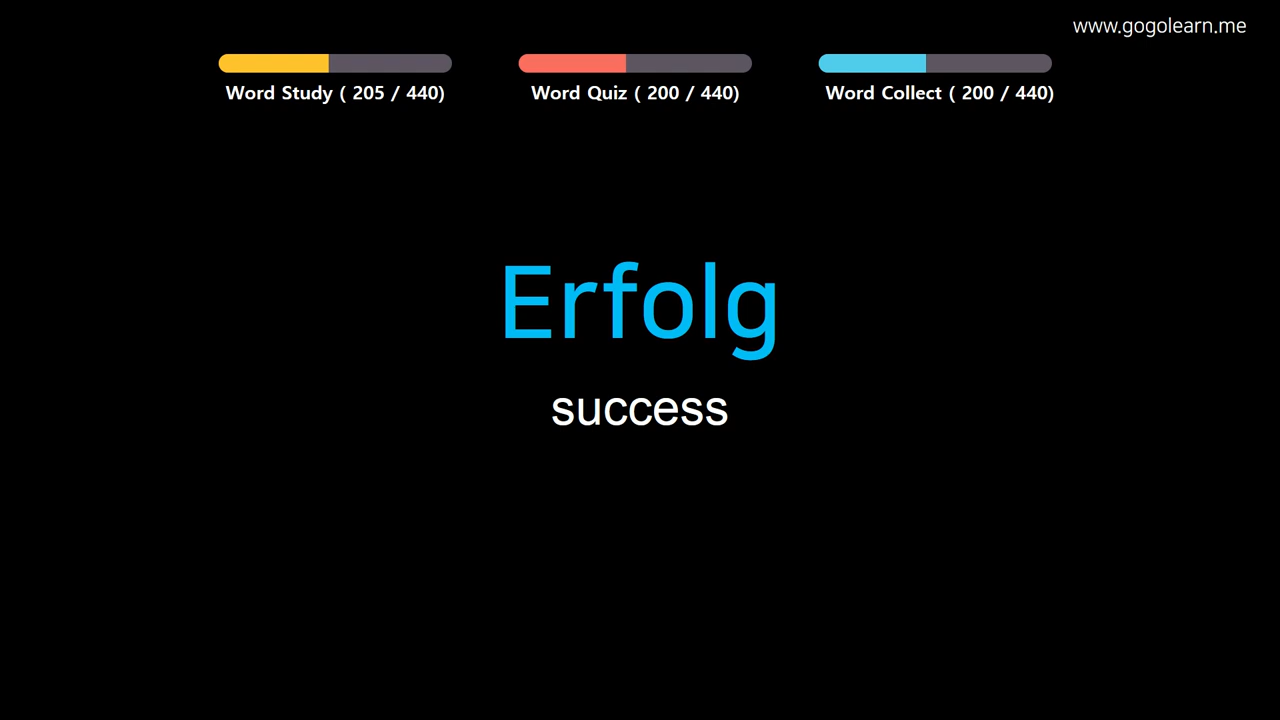 www.gogolearn.me
Word Study ( 205 / 440)
Word Quiz ( 200 / 440)
Word Collect ( 200 / 440)
Erfolg
success